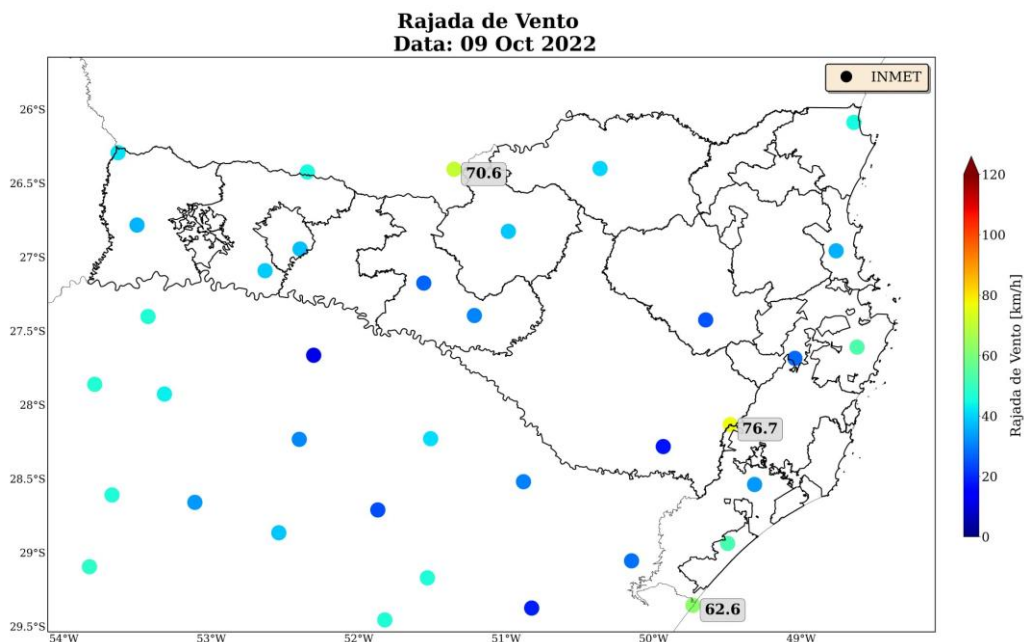 Rajada de Vento
Data: 09 Oct 2022
INMET
26°S
26.5°S
27°S
27.5°S
28°S
28.5°S
29°S
29.5°S
54°W
53°W
52°W
51°W
50°W
49°W
70.6
76.7
62.6
120
100
80
60
40
20
0
Rajada de Vento [km/h]